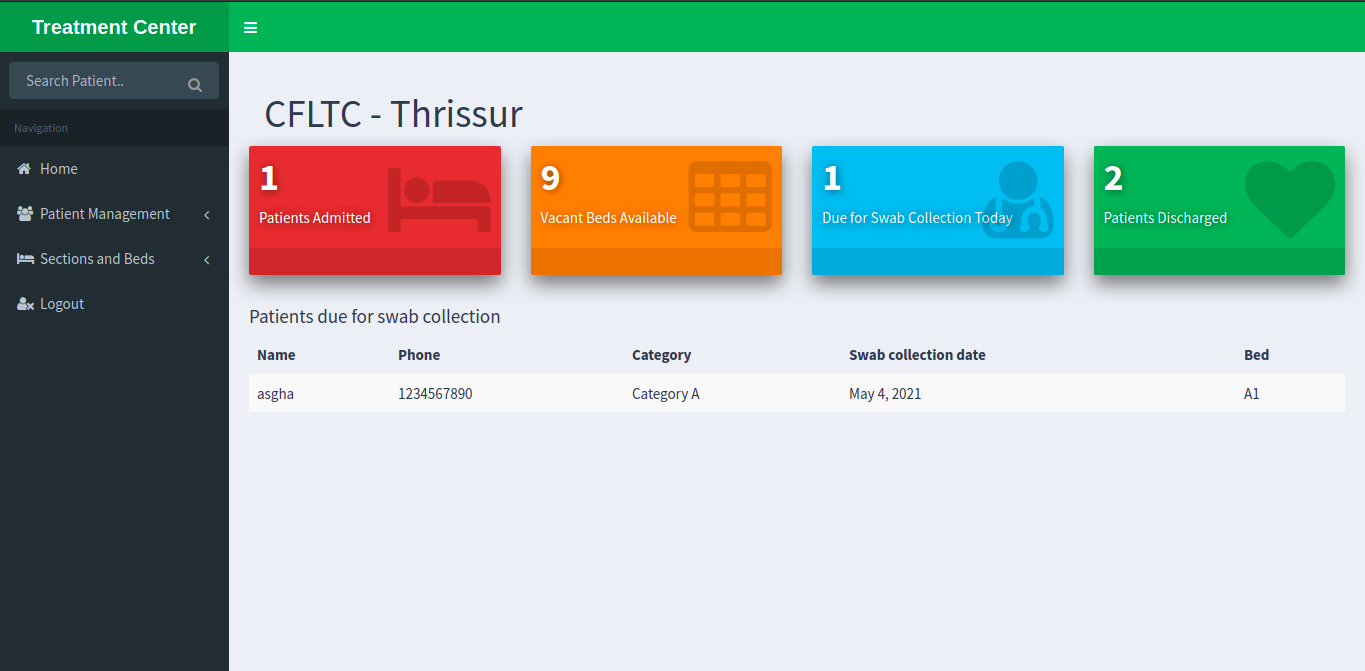 Treatment Center
Search Patient..
Navigation
Home
Patient Management
Sections and Beds
Logout
CFLTC - Thrissur
1
Patients Admitted
9
Vacant Beds Available
1
Due for Swab Collection Today
2
Patients Discharged
Patients due for swab collection
Name Phone Category Swab collection date Bed
asgha 1234567890 Category A May 4, 2021 A1